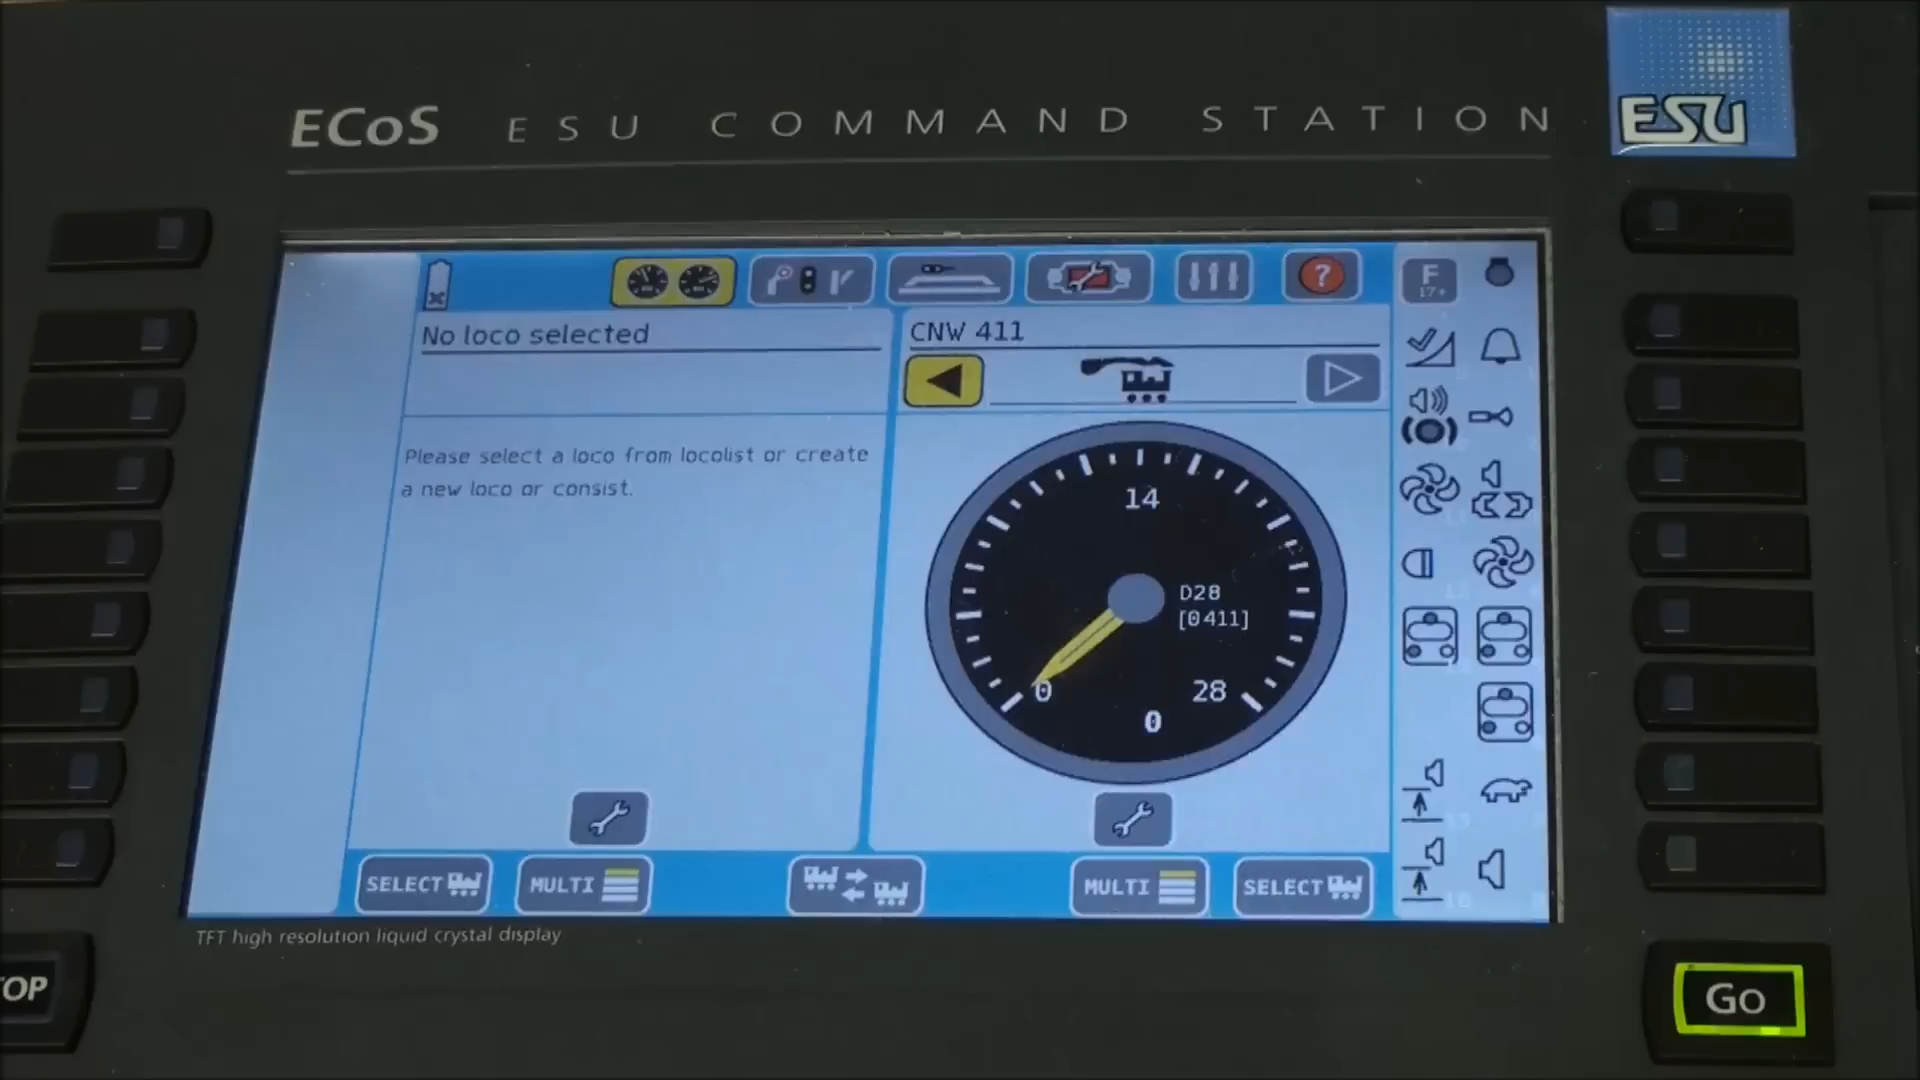 ECoS ESU COMMAND STATION
ESU
F
17+
?
No loco selected
CNW 411
Please select a loco from locolist or create
a new loco or consist.
14
D28
[0411]
0
28
0
SELECT
MULTI
MULTI
SELECT
TFT high resolution liquid crystal display
TOP
Go